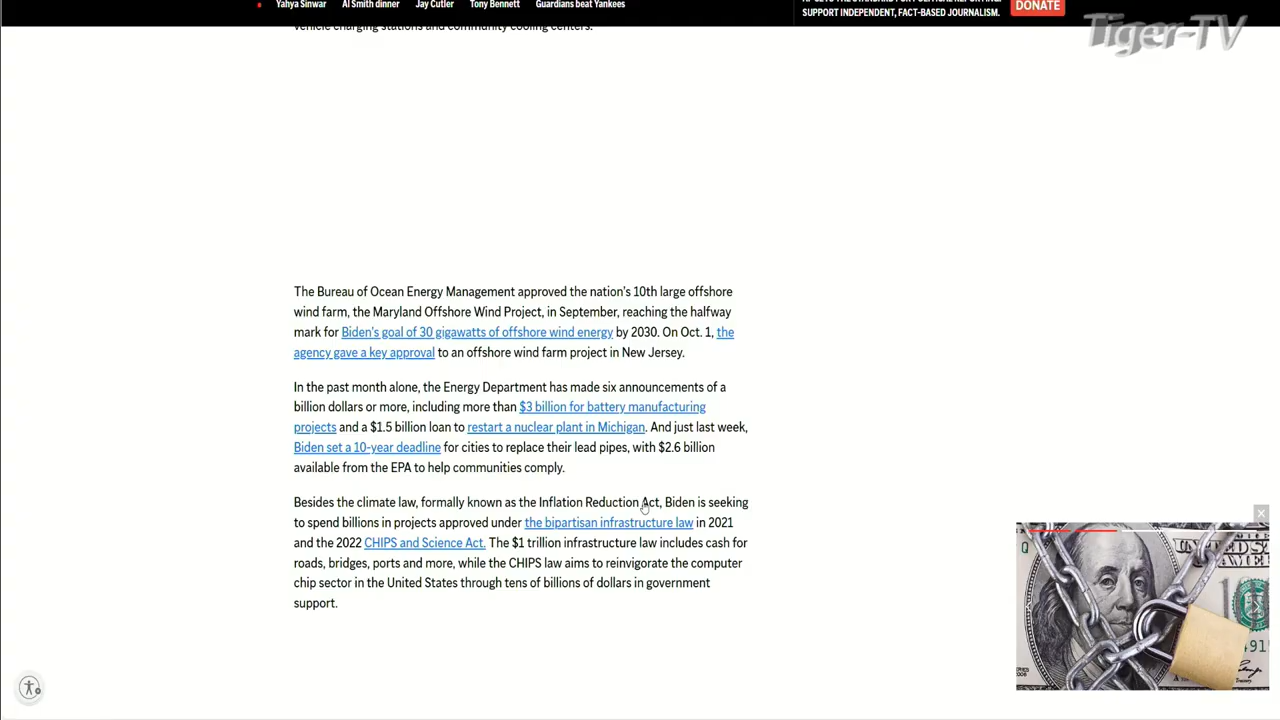 Yahya Sinwar Al Smith dinner Jay Cutler Tony Bennett Guardians beat Yankees
SUPPORT INDEPENDENT, FACT-BASED JOURNALISM.
DONATE
Tiger-TV
vehicle charging stations and community cooling centers.
The Bureau of Ocean Energy Management approved the nation's 10th large offshore
wind farm, the Maryland Offshore Wind Project, in September, reaching the halfway
mark for Biden's goal of 30 gigawatts of offshore wind energy by 2030. On Oct. 1, the
agency gave a key approval to an offshore wind farm project in New Jersey.
In the past month alone, the Energy Department has made six announcements of a
billion dollars or more, including more than $3 billion for battery manufacturing
projects and a $1.5 billion loan to restart a nuclear plant in Michigan. And just last week,
Biden set a 10-year deadline for cities to replace their lead pipes, with $2.6 billion
available from the EPA to help communities comply.
Besides the climate law, formally known as the Inflation Reduction Act, Biden is seeking
to spend billions in projects approved under the bipartisan infrastructure law in 2021
and the 2022 CHIPS and Science Act. The $1 trillion infrastructure law includes cash for
roads, bridges, ports and more, while the CHIPS law aims to reinvigorate the computer
chip sector in the United States through tens of billions of dollars in government
support.